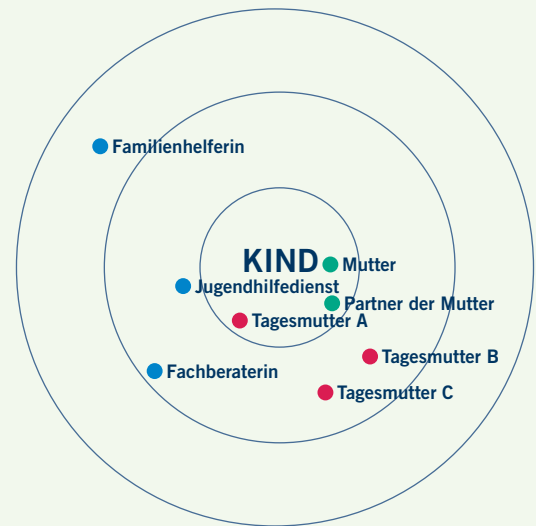 Familienhelferin
KIND
Mutter
Jugendhilfedienst
Partner der Mutter
Tagesmutter A
Tagesmutter B
Fachberaterin
Tagesmutter C